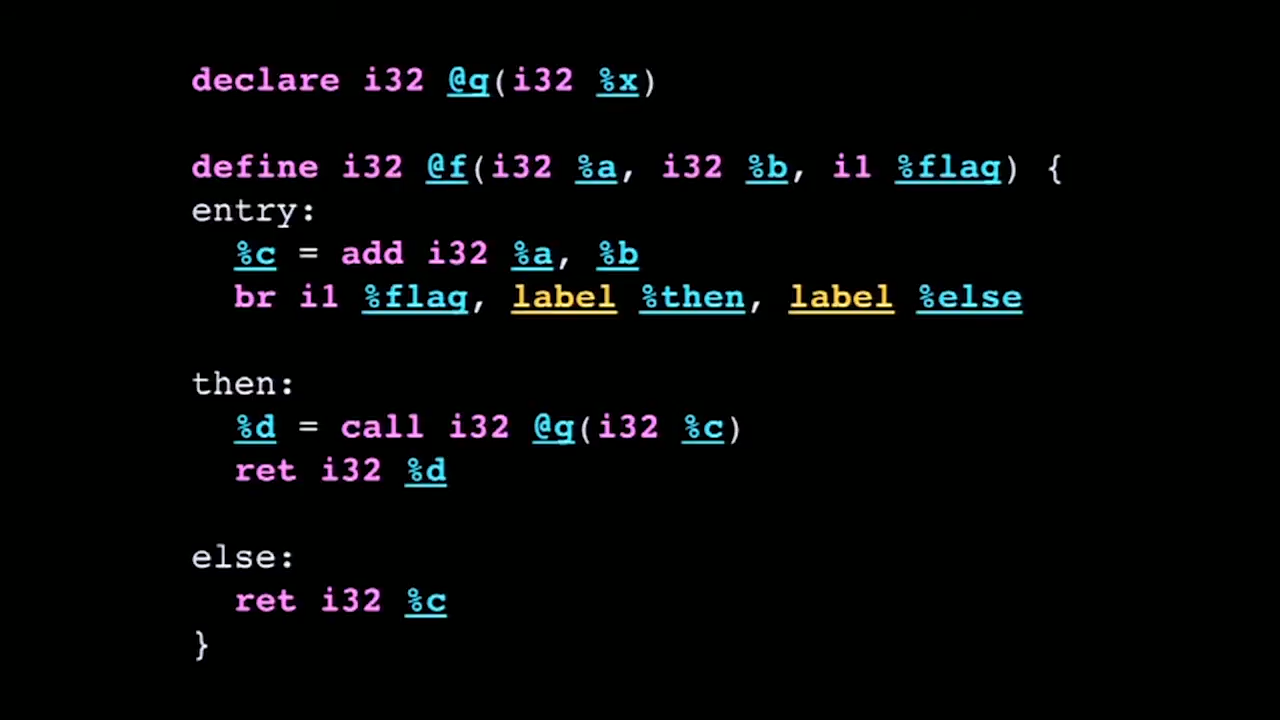 declare i32 @g(i32 %x)
define i32 @f(i32 %a, i32 %b, i1 %flag) {
entry:
%c = add i32 %a, %b
br i1 %flag, label %then, label %else
then:
%d = call i32 @g(i32 %c)
ret i32 %d
else:
ret i32 %c
}